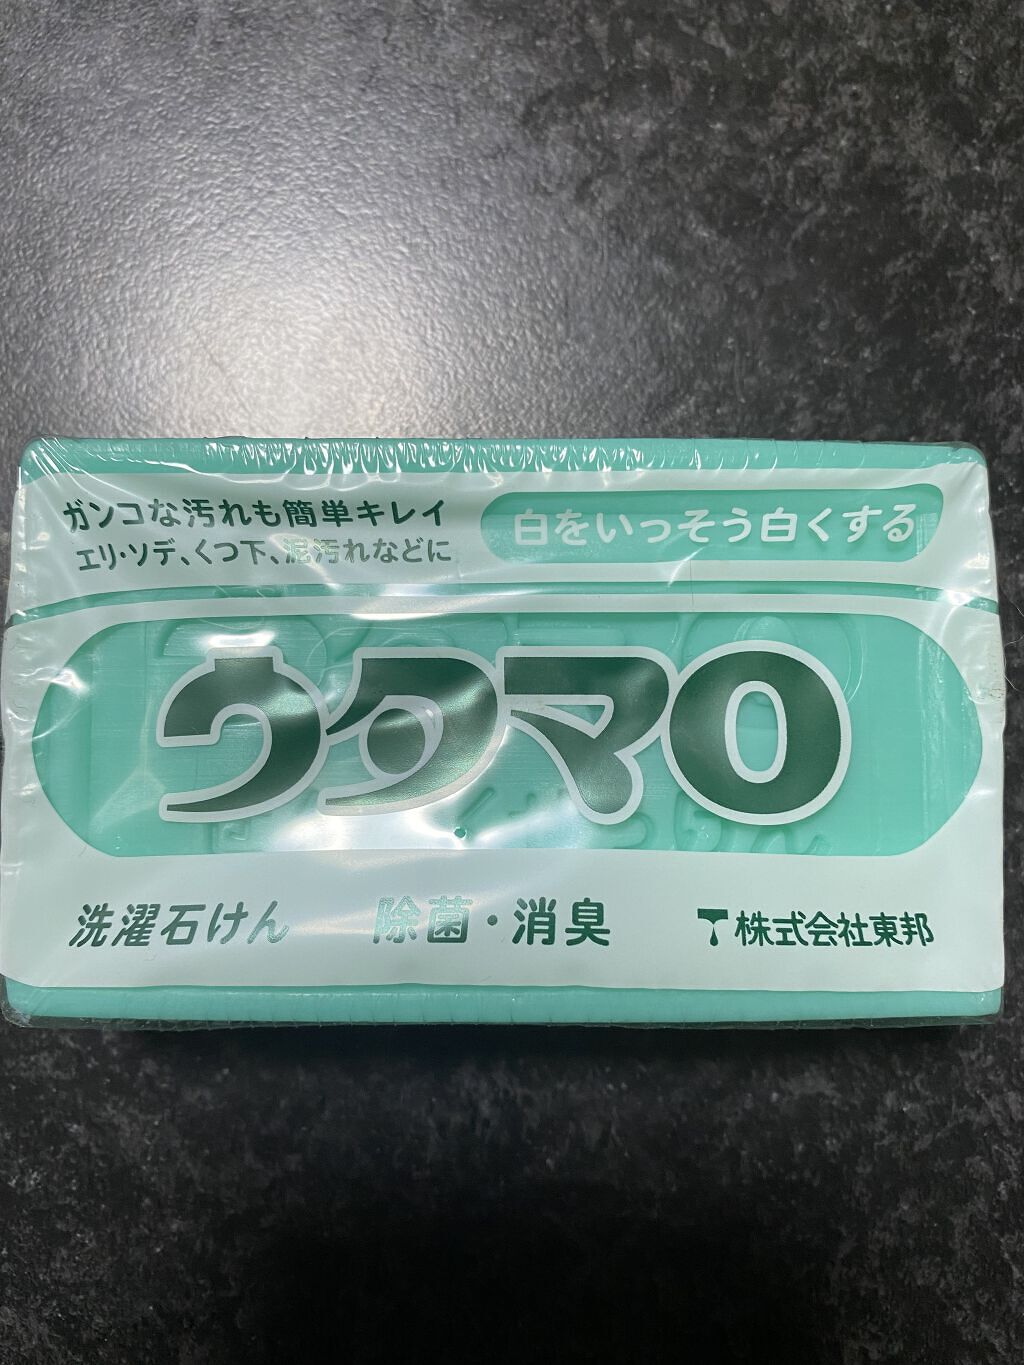 ガンコな汚れも簡単キレイ
エリ・ソデ、くつ下、泥汚れなどに
白をいっそう白くする
ウタマロ
洗濯石けん
除菌・消臭
株式会社東邦